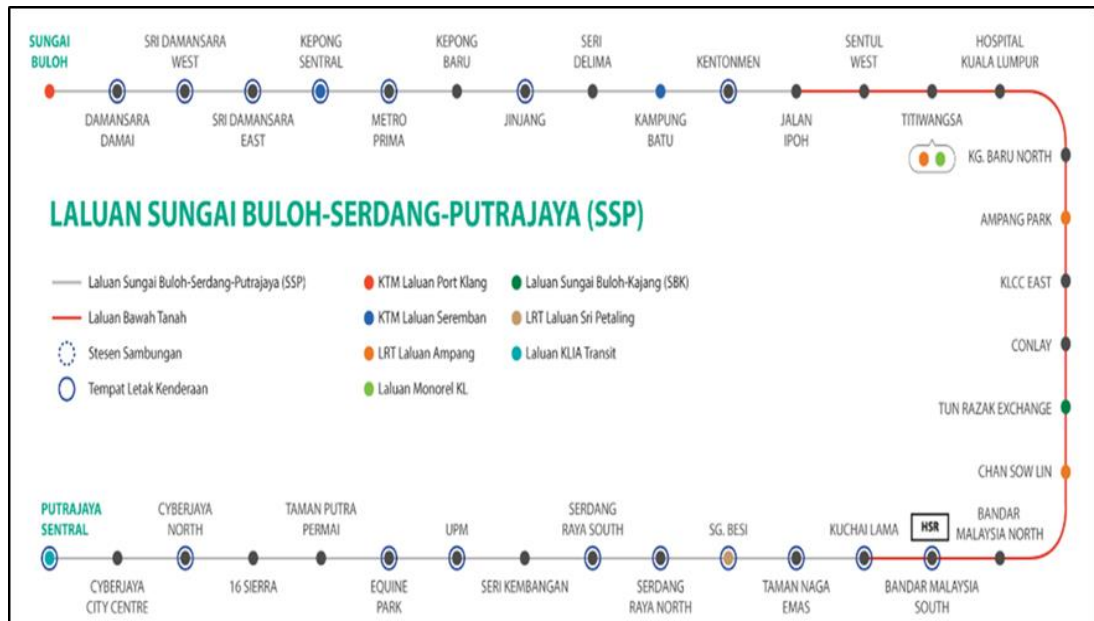 SUNGAI
BULOH
SRI DAMANSARA
WEST
KEPONG
SENTRAL
KEPONG
BARU
SERI
DELIMA
KENTONMEN
SENTUL
WEST
HOSPITAL
KUALA LUMPUR
DAMANSARA
DAMAI
SRI DAMANSARA
EAST
METRO
PRIMA
JINJANG
KAMPUNG
BATU
JALAN
IPOH
TITIWANGSA
KG. BARU NORTH
AMPANG PARK
KLCC EAST
CONLAY
TUN RAZAK EXCHANGE
CHAN SOW LIN
LALUAN SUNGAI BULOH-SERDANG-PUTRAJAYA (SSP)
Laluan Sungai Buloh-Serdang-Putrajaya (SSP)
Laluan Bawah Tanah
Stesen Sambungan
Tempat Letak Kenderaan
KTM Laluan Port Klang
KTM Laluan Seremban
LRT Laluan Ampang
Laluan Monorel KL
Laluan Sungai Buloh-Kajang (SBK)
LRT Laluan Sri Petaling
Laluan KLIA Transit
PUTRAJAYA
SENTRAL
CYBERJAYA
NORTH
TAMAN PUTRA
PERMAI
UPM
SERDANG
RAYA SOUTH
SG. BESI
KUCHAI LAMA
HSR
BANDAR
MALAYSIA NORTH
CYBERJAYA
CITY CENTRE
16 SIERRA
EQUINE
PARK
SERI KEMBANGAN
SERDANG
RAYA NORTH
TAMAN NAGA
EMAS
BANDAR MALAYSIA
SOUTH